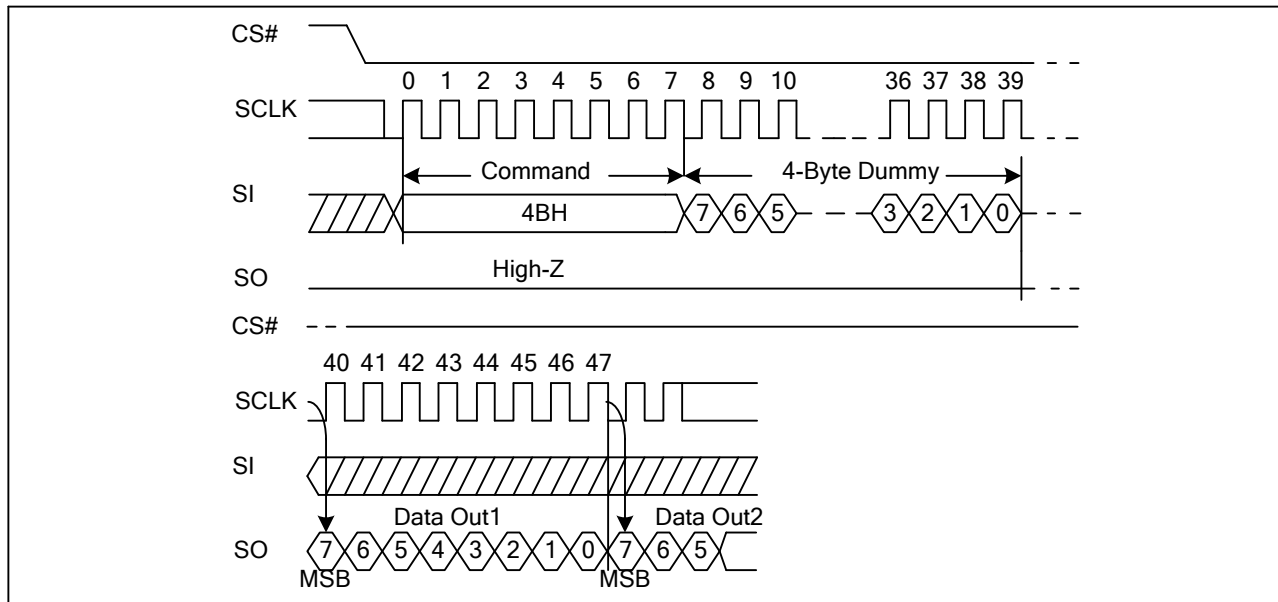 CS#
0 1 2 3 4 5 6 7 8 9 10 36 37 38 39
SCLK
Command 4-Byte Dummy
SI
4BH 7 6 5 3 2 1 0
High-Z
SO
CS#
40 41 42 43 44 45 46 47
SCLK
SI
Data Out1 Data Out2
SO 7 6 5 4 3 2 1 0 7 6 5
MSB MSB